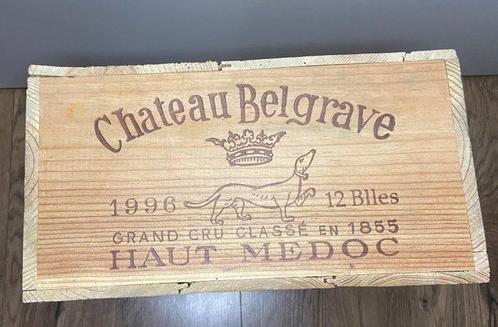 Chateau Belgrave
1996 12 Blles
GRAND CRU CLASSÉ EN 1855
HAUT MEDOC